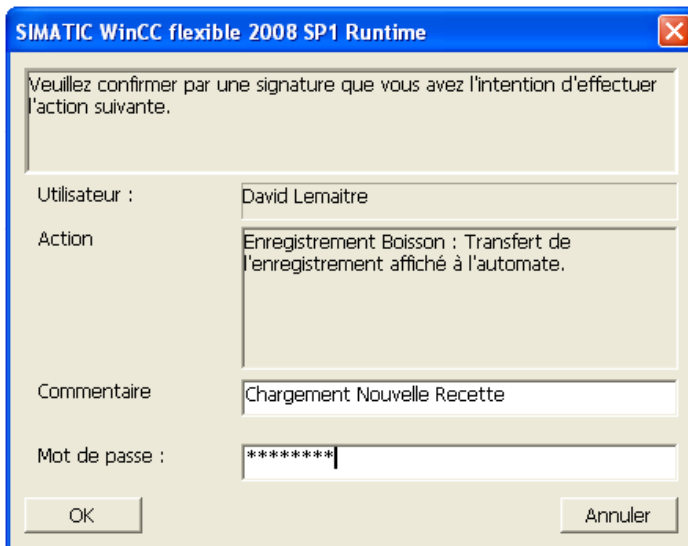 SIMATIC WinCC flexible 2008 SP1 Runtime
Veuillez confirmer par une signature que vous avez l'intention d'effectuer
l'action suivante.
Utilisateur :
David Lemaitre
Action
Enregistrement Boisson : Transfert de
l'enregistrement affiché à l'automate.
Commentaire
Chargement Nouvelle Recette
Mot de passe :
********
OK
Annuler